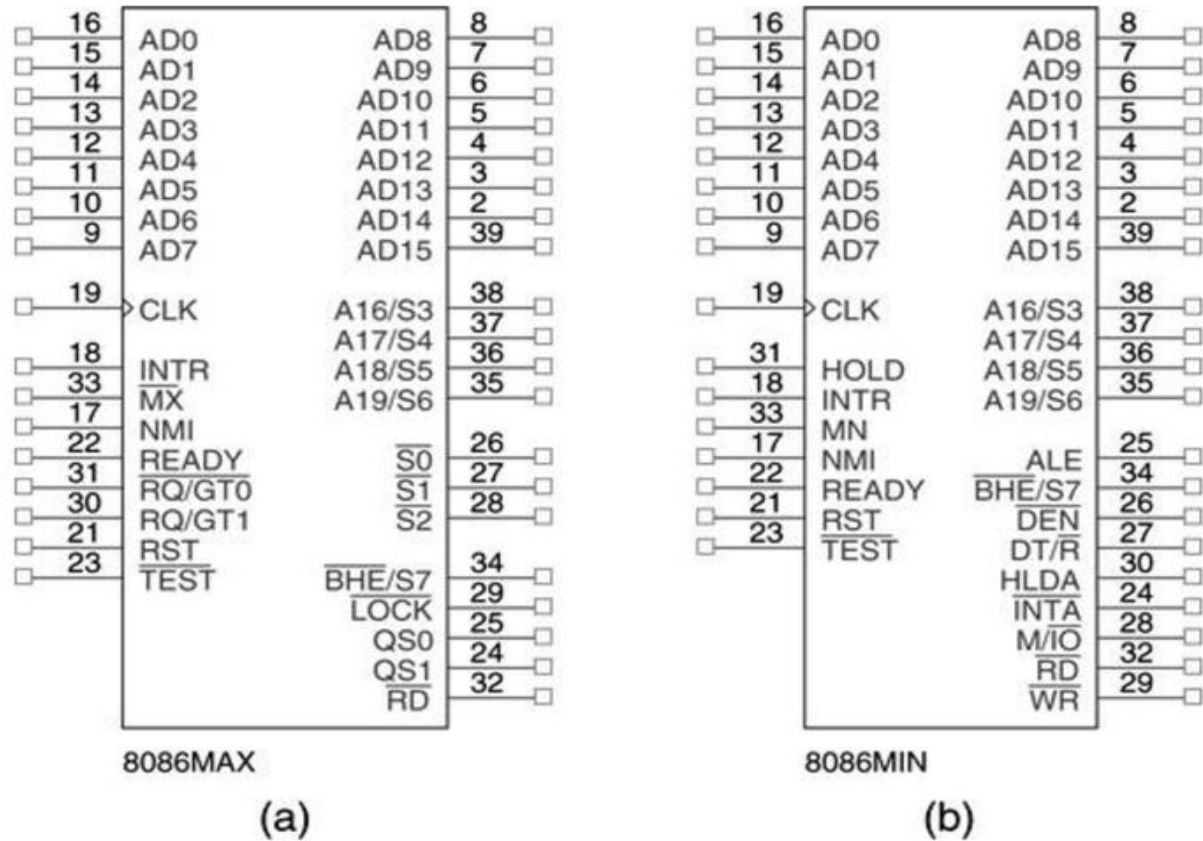 16 AD0 AD8 8
15 AD1 AD9 7
14 AD2 AD10 6
13 AD3 AD11 5
12 AD4 AD12 4
11 AD5 AD13 3
10 AD6 AD14 2
9 AD7 AD15 39
19 CLK A16/S3 38
A17/S4 37
18 INTR A18/S5 36
33 MX A19/S6 35
17 NMI
22 READY S0 26
31 RQ/GT0 S1 27
30 RQ/GT1 S2 28
21 RST
23 TEST BHE/S7 34
LOCK 29
QS0 25
QS1 24
RD 32
8086MAX
(a)
16 AD0 AD8 8
15 AD1 AD9 7
14 AD2 AD10 6
13 AD3 AD11 5
12 AD4 AD12 4
11 AD5 AD13 3
10 AD6 AD14 2
9 AD7 AD15 39
19 CLK A16/S3 38
A17/S4 37
31 HOLD A18/S5 36
18 INTR A19/S6 35
33 MN
17 NMI ALE 25
22 READY BHE/S7 34
21 RST DEN 26
23 TEST DT/R 27
HLDA 30
INTA 24
M/IO 28
RD 32
WR 29
8086MIN
(b)